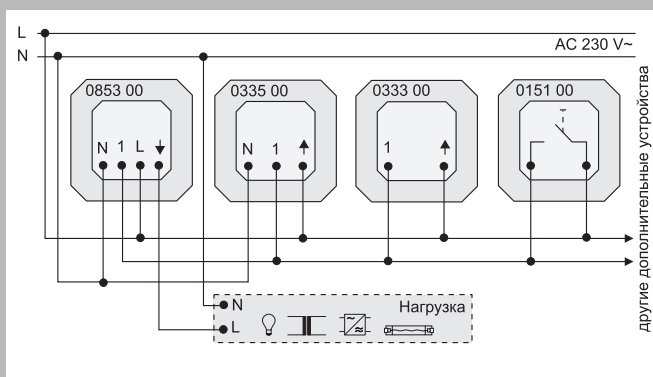 L
N
AC 230 V~
0853 00
0335 00
0333 00
0151 00
N 1 L
N 1
1
другие дополнительные устройства
N
Нагрузка
L